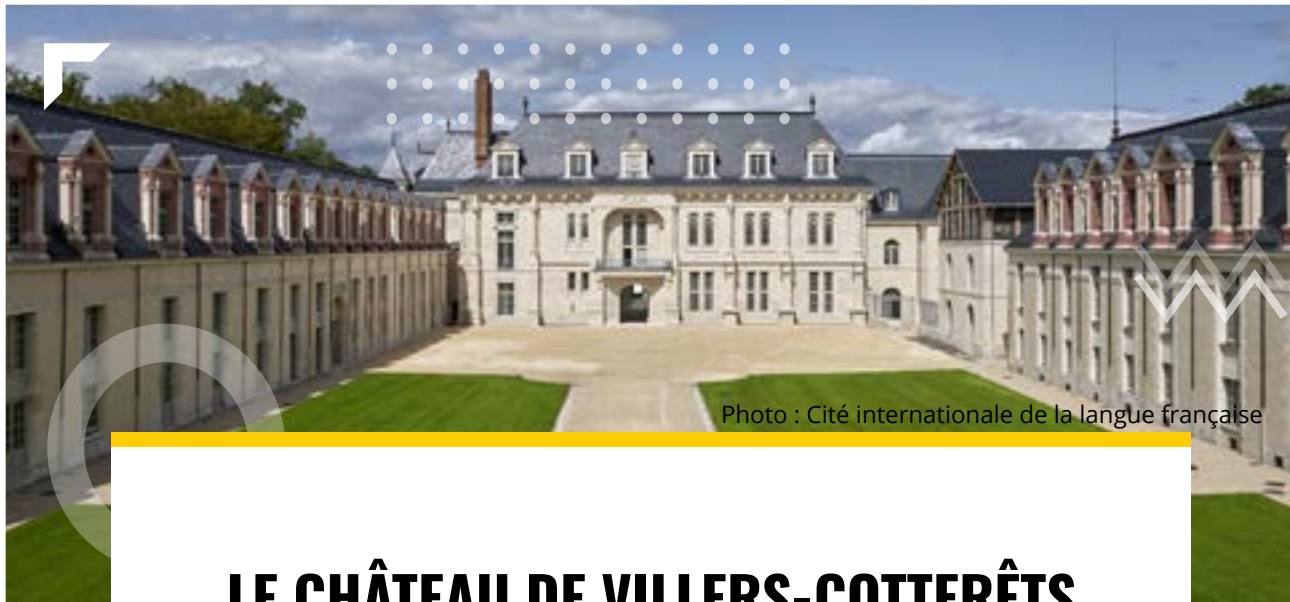 Photo : Cité internationale de la langue française
LE CHÂTEAU DE VILLERS-COTTERÊTS